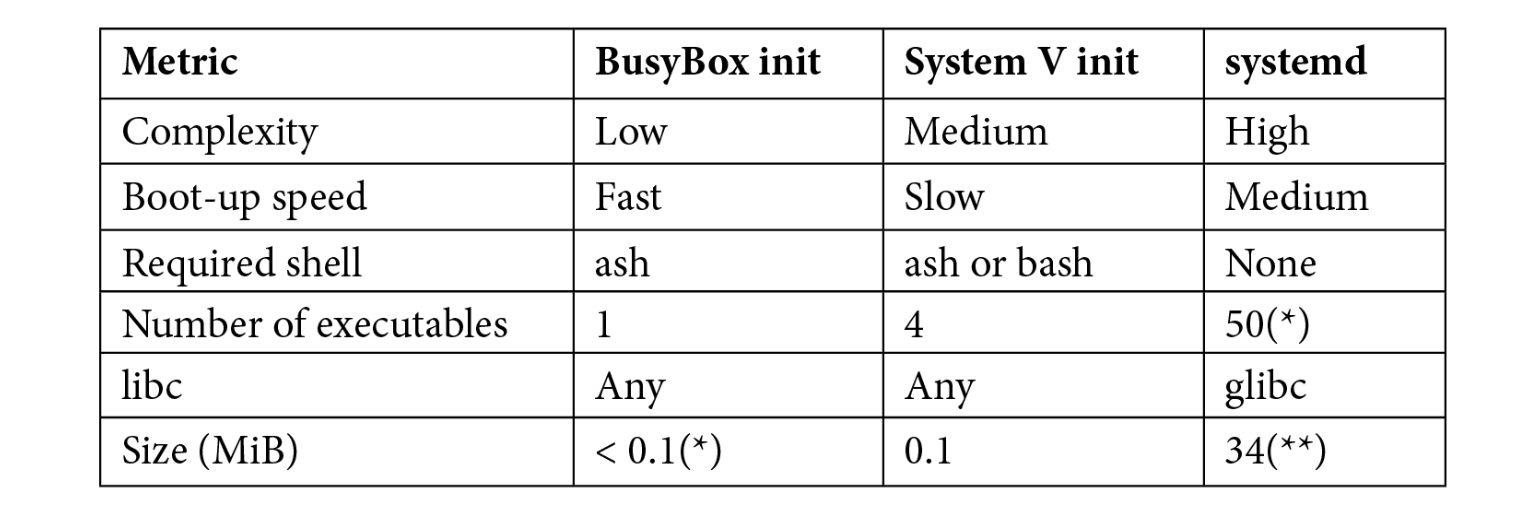 Metric BusyBox init System V init systemd
Complexity Low Medium High
Boot-up speed Fast Slow Medium
Required shell ash ash or bash None
Number of executables 1 4 50(*)
libc Any Any glibc
Size (MiB) < 0.1(*) 0.1 34(**)